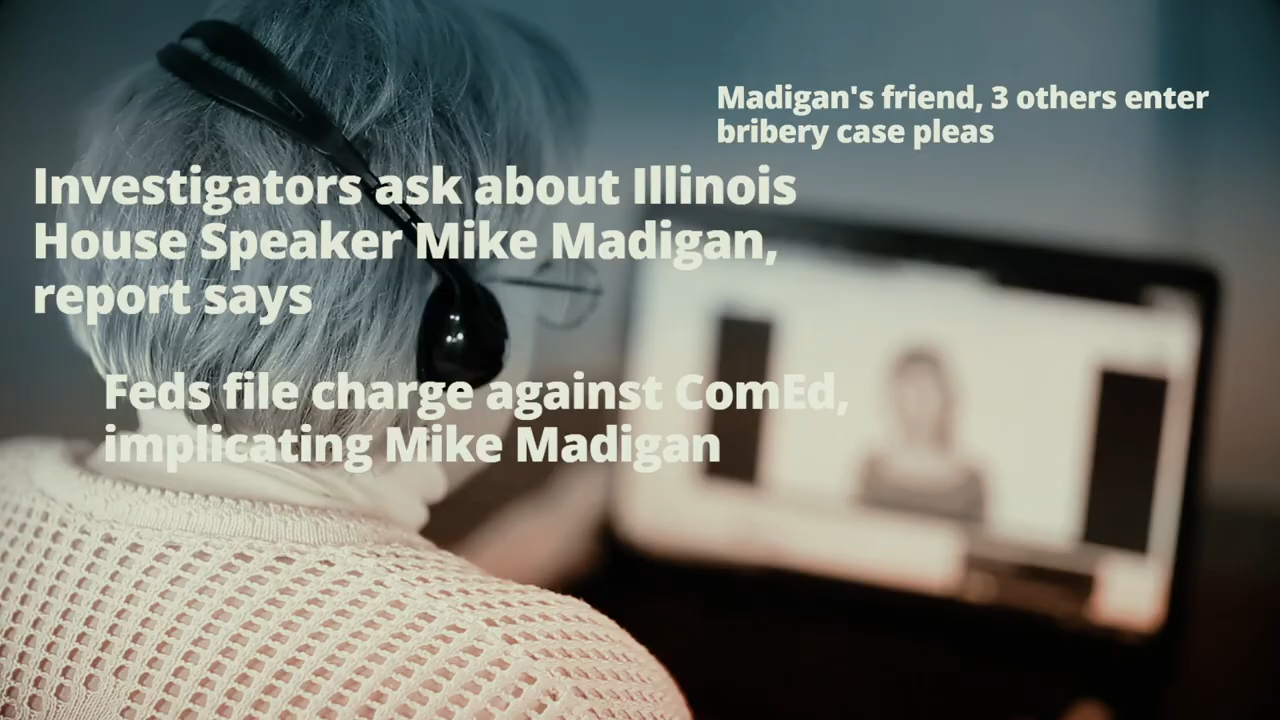 Madigan's friend, 3 others enter
bribery case pleas
Investigators ask about Illinois
House Speaker Mike Madigan,
report says
Feds file charge against ComEd,
implicating Mike Madigan